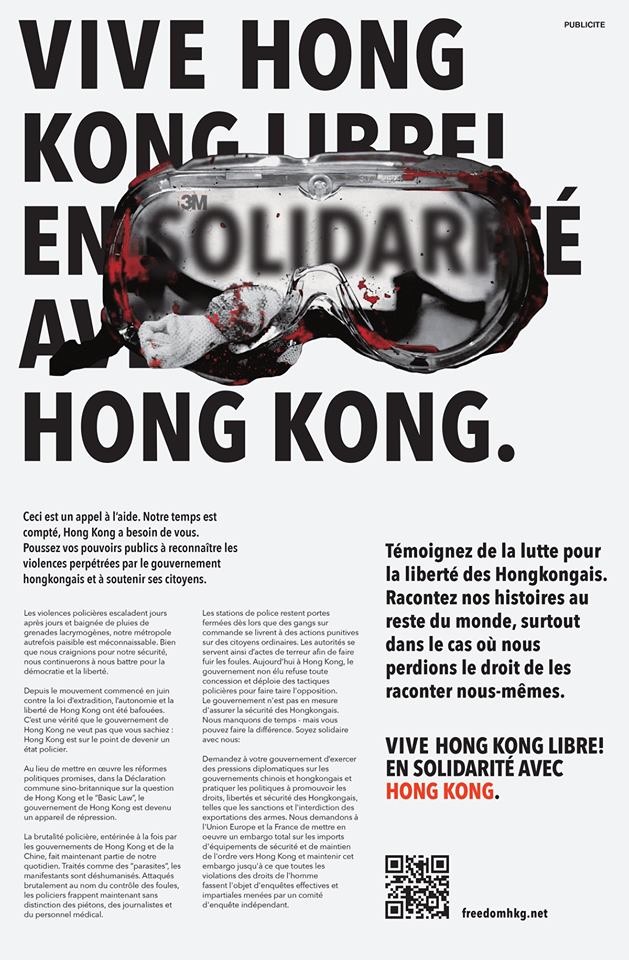 PUBLICITE
VIVE HONG
KONG LIBRE!
EN SOLIDARITÉ
3M
AVEC
HONG KONG.
Ceci est un appel à l'aide. Notre temps est
compté, Hong Kong a besoin de vous.
Poussez vos pouvoirs publics à reconnaître les
violences perpétrées par le gouvernement
hongkongais et à soutenir ses citoyens.
Les violences policières escaladent jours
après jours et baignée de pluies de
grenades lacrymogènes, notre métropole
autrefois paisible est méconnaissable. Bien
que nous craignions pour notre sécurité,
nous continuerons à nous battre pour la
démocratie et la liberté.
Depuis le mouvement commencé en juin
contre la loi d'extradition, l'autonomie et la
liberté de Hong Kong ont été bafouées.
C'est une vérité que le gouvernement de
Hong Kong ne veut pas que vous sachiez :
Hong Kong est sur le point de devenir un
état policier.
Au lieu de mettre en œuvre les réformes
politiques promises, dans la Déclaration
commune sino-britannique sur la question
de Hong Kong et le "Basic Law", le
gouvernement de Hong Kong est devenu
un appareil de répression.
La brutalité policière, entérinée à la fois par
les gouvernements de Hong Kong et de la
Chine, fait maintenant partie de notre
quotidien. Traités comme des "parasites", les
manifestants sont déshumanisés. Attaqués
brutalement au nom du contrôle des foules,
les policiers frappent maintenant sans
distinction des piétons, des journalistes et
du personnel médical.
Les stations de police restent portes
fermées dès lors que des gangs sur
commande se livrent à des actions punitives
sur des citoyens ordinaires. Les autorités se
servent ainsi d'actes de terreur afin de faire
fuir les foules. Aujourd'hui à Hong Kong, le
gouvernement non élu refuse toute
concession et déploie des tactiques
policières pour faire taire l'opposition.
Le gouvernement n'est pas en mesure
d'assurer la sécurité des Hongkongais.
Nous manquons de temps - mais vous
pouvez faire la différence. Soyez solidaire
avec nous:
Demandez à votre gouvernement d'exercer
des pressions diplomatiques sur les
gouvernements chinois et hongkongais et
pratiquer les politiques à promouvoir les
droits, libertés et sécurité des Hongkongais,
telles que les sanctions et l'interdiction des
exportations des armes. Nous demandons à
l'Union Europe et la France de mettre en
oeuvre un embargo total sur les imports
d'équipements de sécurité et de maintien
de l'ordre vers Hong Kong et maintenir cet
embargo jusqu'à ce que toutes les
violations des droits de l'homme
fassent l'objet d'enquêtes effectives et
impartiales menées par un comité
d'enquête indépendant.
Témoignez de la lutte pour
la liberté des Hongkongais.
Racontez nos histoires au
reste du monde, surtout
dans le cas où nous
perdions le droit de les
raconter nous-mêmes.
VIVE HONG KONG LIBRE!
EN SOLIDARITÉ AVEC
HONG KONG.
freedomhkg.net